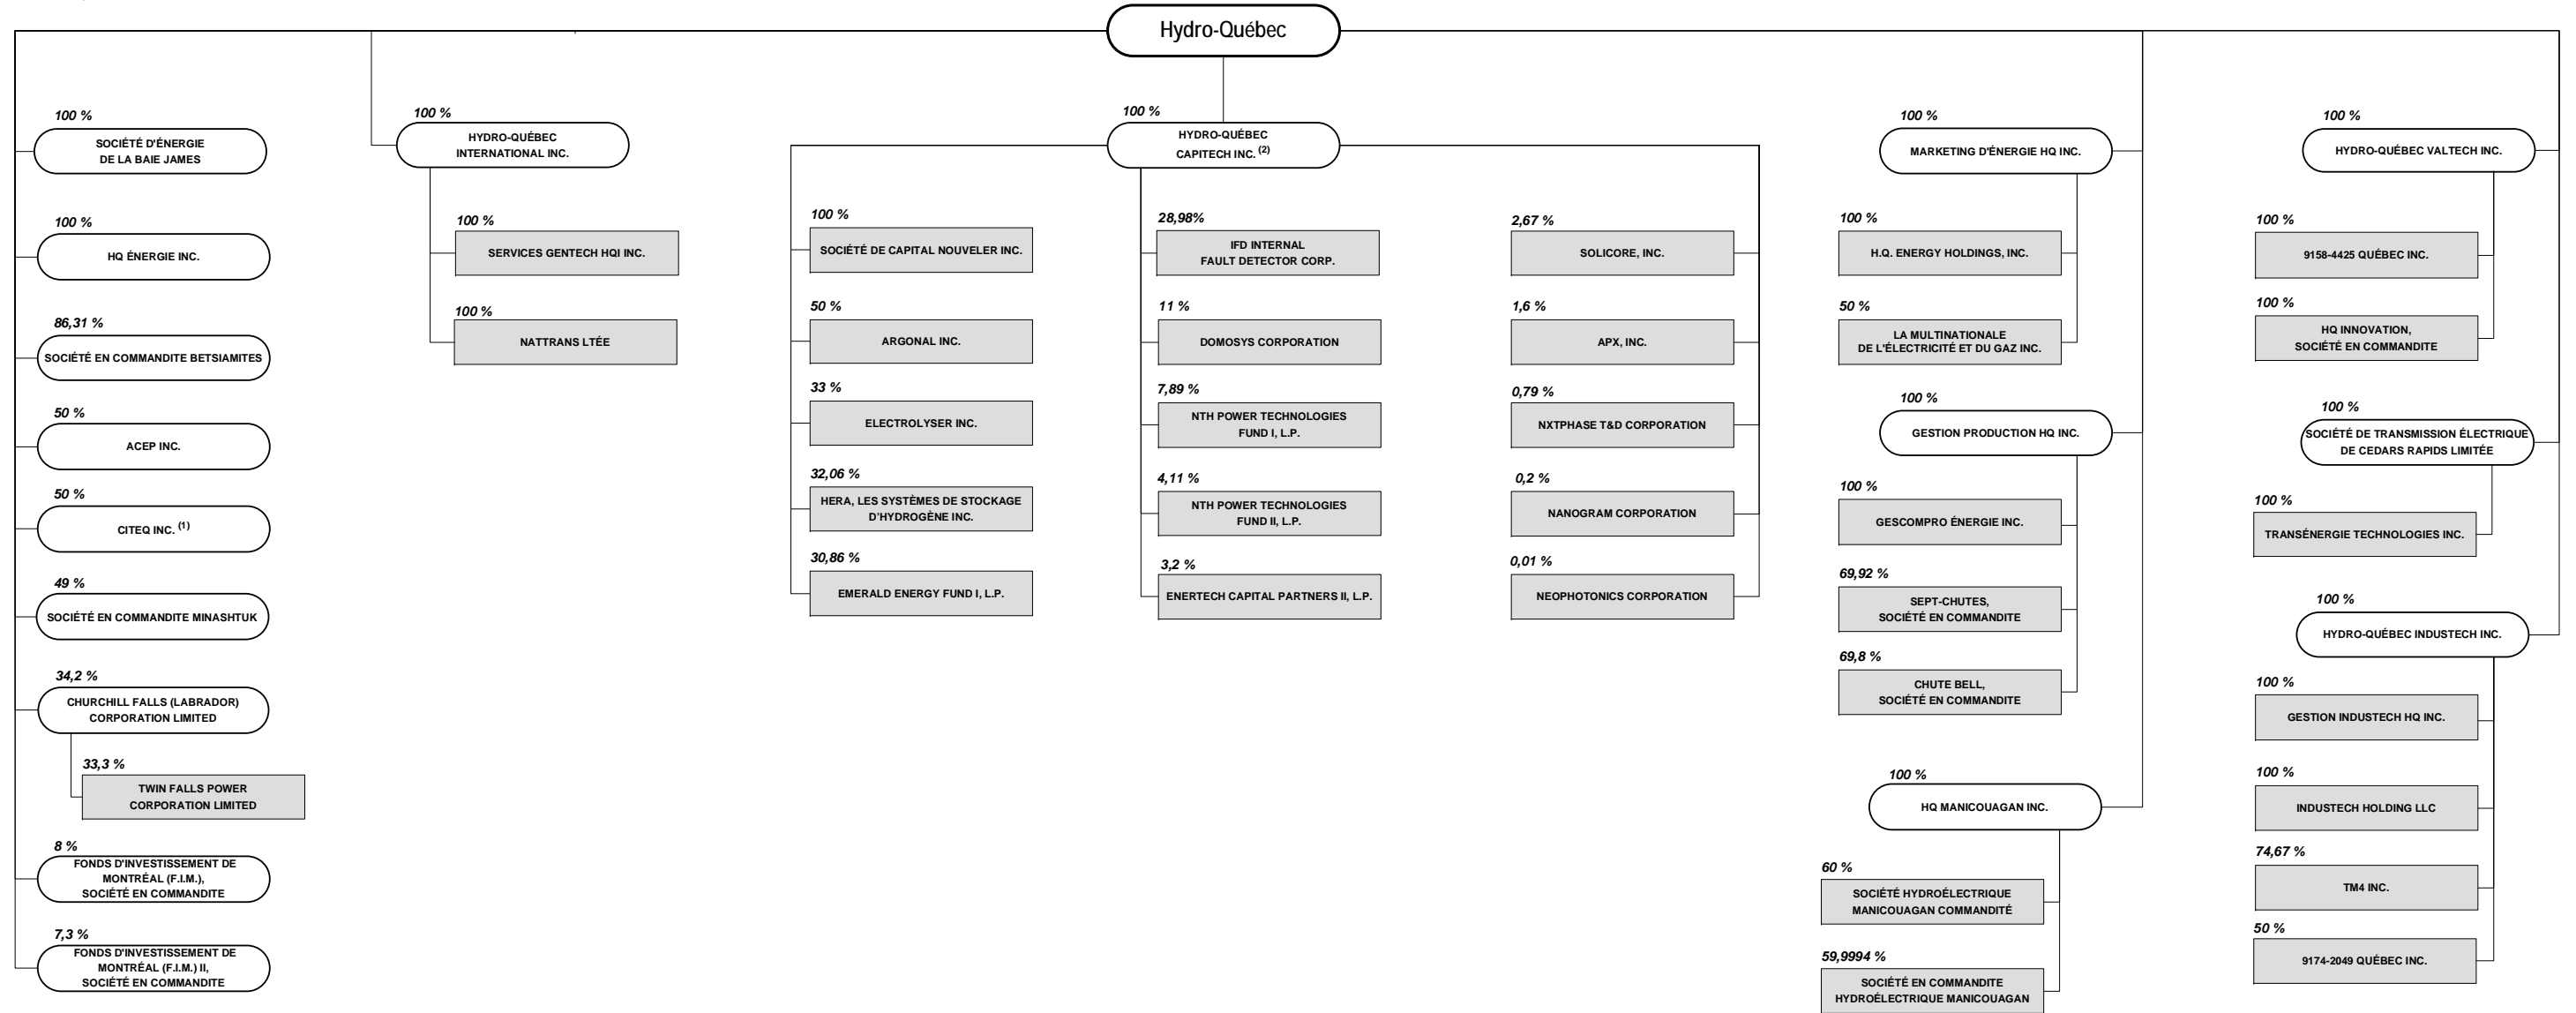 Hydro-Québec
100 %
SOCIÉTÉ D'ÉNERGIE
DE LA BAIE JAMES
100 %
HQ ÉNERGIE INC.
86,31 %
SOCIÉTÉ EN COMMANDITE BETSIAMITES
50 %
ACEP INC.
50 %
CITEQ INC. (1)
49 %
SOCIÉTÉ EN COMMANDITE MINASHTUK
34,2 %
CHURCHILL FALLS (LABRADOR)
CORPORATION LIMITED
33,3 %
TWIN FALLS POWER
CORPORATION LIMITED
8 %
FONDS D'INVESTISSEMENT DE
MONTRÉAL (F.I.M.),
SOCIÉTÉ EN COMMANDITE
7,3 %
FONDS D'INVESTISSEMENT DE
MONTRÉAL (F.I.M.) II,
SOCIÉTÉ EN COMMANDITE
100 %
HYDRO-QUÉBEC
INTERNATIONAL INC.
100 %
SERVICES GENTECH HQI INC.
100 %
NATTRANS LTÉE
100 %
HYDRO-QUÉBEC
CAPITECH INC. (2)
100 %
SOCIÉTÉ DE CAPITAL NOUVELER INC.
50 %
ARGONAL INC.
33 %
ELECTROLYSER INC.
32,06 %
HERA, LES SYSTÈMES DE STOCKAGE
D'HYDROGÈNE INC.
30,86 %
EMERALD ENERGY FUND I, L.P.
28,98%
IFD INTERNAL
FAULT DETECTOR CORP.
11 %
DOMOSYS CORPORATION
7,89 %
NTH POWER TECHNOLOGIES
FUND I, L.P.
4,11 %
NTH POWER TECHNOLOGIES
FUND II, L.P.
3,2 %
ENERTECH CAPITAL PARTNERS II, L.P.
2,67 %
SOLICORE, INC.
1,6 %
APX, INC.
0,79 %
NXTPHASE T&D CORPORATION
0,2 %
NANOGRAM CORPORATION
0,01 %
NEOPHOTONICS CORPORATION
100 %
MARKETING D'ÉNERGIE HQ INC.
100 %
H.Q. ENERGY HOLDINGS, INC.
50 %
LA MULTINATIONALE
DE L'ÉLECTRICITÉ ET DU GAZ INC.
100 %
GESTION PRODUCTION HQ INC.
100 %
GESCOMPRO ÉNERGIE INC.
69,92 %
SEPT-CHUTES,
SOCIÉTÉ EN COMMANDITE
69,8 %
CHUTE BELL,
SOCIÉTÉ EN COMMANDITE
100 %
HQ MANICOUAGAN INC.
60 %
SOCIÉTÉ HYDROÉLECTRIQUE
MANICOUAGAN COMMANDITÉ
59,9994 %
SOCIÉTÉ EN COMMANDITE
HYDROÉLECTRIQUE MANICOUAGAN
100 %
HYDRO-QUÉBEC VALTECH INC.
100 %
9158-4425 QUÉBEC INC.
100 %
HQ INNOVATION,
SOCIÉTÉ EN COMMANDITE
100 %
SOCIÉTÉ DE TRANSMISSION ÉLECTRIQUE
DE CEDARS RAPIDS LIMITÉE
100 %
TRANSÉNERGIE TECHNOLOGIES INC.
100 %
HYDRO-QUÉBEC INDUSTECH INC.
100 %
GESTION INDUSTECH HQ INC.
100 %
INDUSTECH HOLDING LLC
74,67 %
TM4 INC.
50 %
9174-2049 QUÉBEC INC.